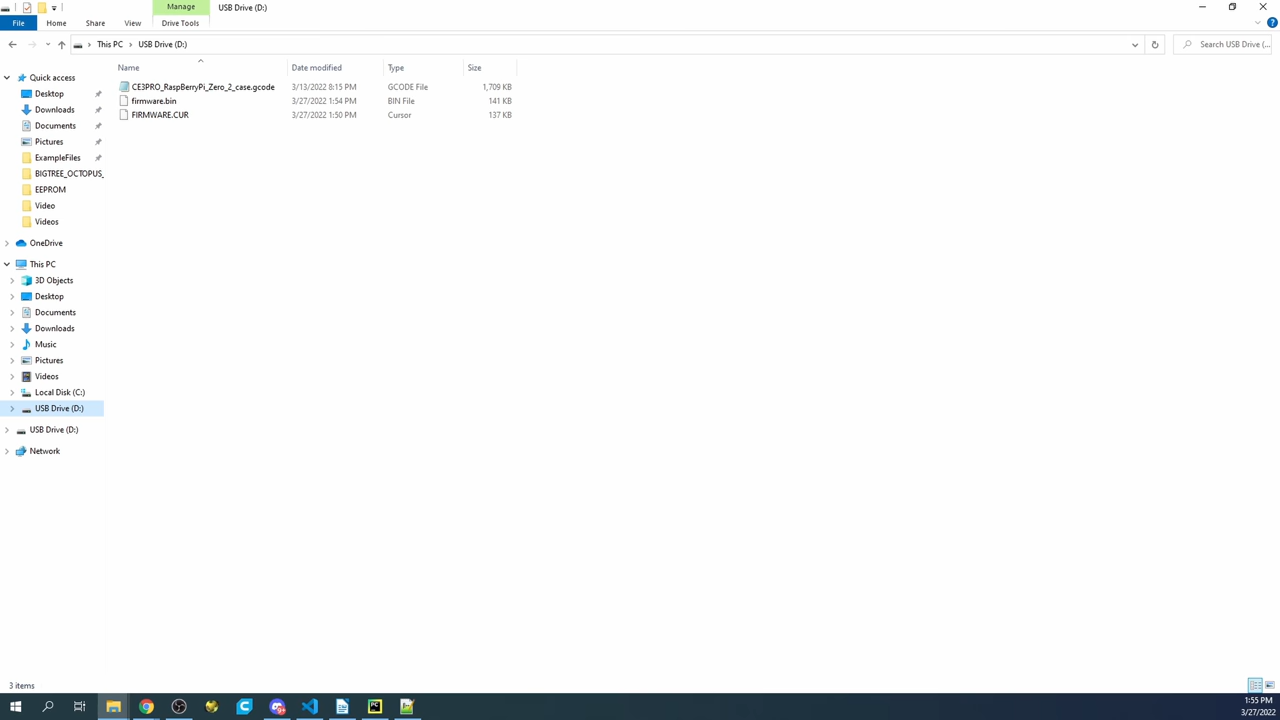 Manage
USB Drive (D:)
File
Home
Share
View
Drive Tools
This PC
USB Drive (D:)
Search USB Drive (...
Name
Date modified
Type
Size
CE3PRO_RaspBerryPi_Zero_2_case.gcode 3/13/2022 8:15 PM GCODE File 1,709 KB
firmware.bin 3/27/2022 1:54 PM BIN File 141 KB
FIRMWARE.CUR 3/27/2022 1:50 PM Cursor 137 KB
Quick access
Desktop
Downloads
Documents
Pictures
ExampleFiles
BIGTREE_OCTOPUS_
EEPROM
Video
Videos
OneDrive
This PC
3D Objects
Desktop
Documents
Downloads
Music
Pictures
Videos
Local Disk (C:)
USB Drive (D:)
USB Drive (D:)
Network
3 items
1:55 PM
3/27/2022